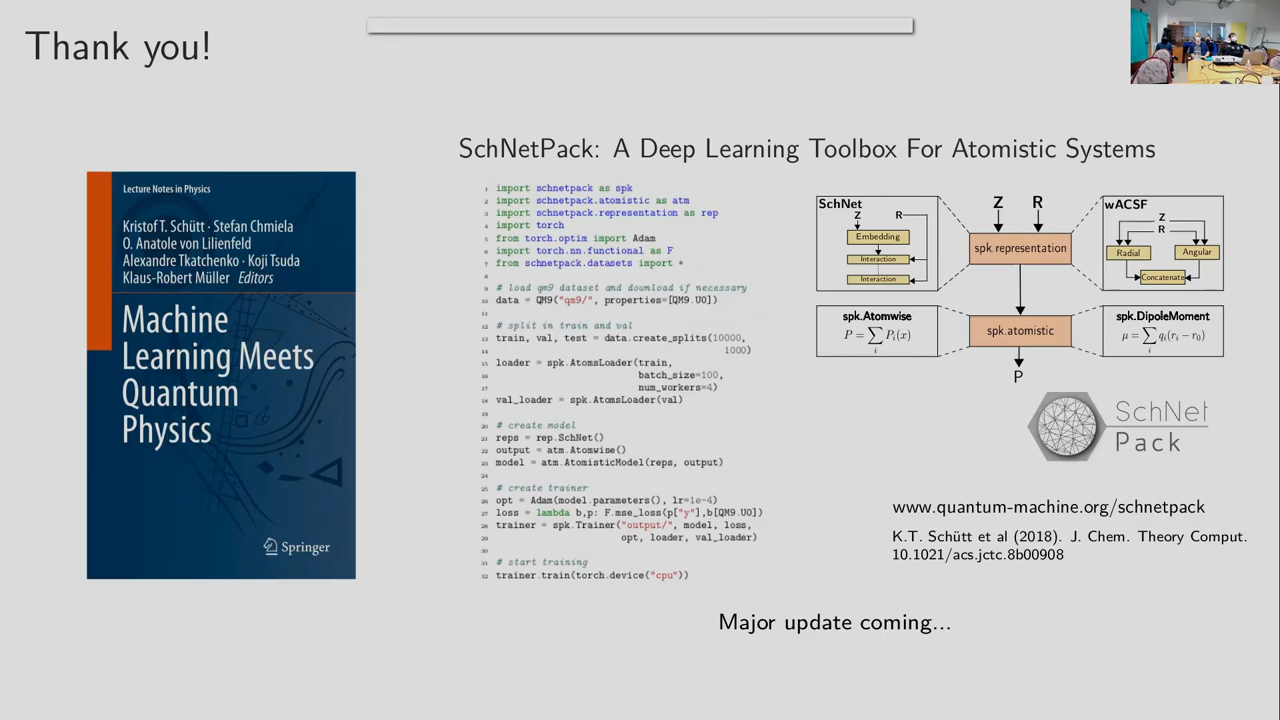 Thank you!
SchNetPack: A Deep Learning Toolbox For Atomistic Systems
Lecture Notes in Physics
Kristof T. Schütt · Stefan Chmiela
O. Anatole von Lilienfeld
Alexandre Tkatchenko · Koji Tsuda
Klaus-Robert Müller Editors
Machine
Learning Meets
Quantum
Physics
Springer
1 import schnetpack as spk
2 import schnetpack.atomistic as atm
3 import schnetpack.representation as rep
4 import torch
5 from torch.optim import Adam
6 import torch.nn.functional as F
7 from schnetpack.datasets import *
8
9 # load qm9 dataset and download if necessary
10 data = QM9("qm9/", properties=[QM9.U0])
11
12 # split in train and val
13 train, val, test = data.create_splits(10000,
14 1000)
15 loader = spk.AtomsLoader(train,
16 batch_size=100,
17 num_workers=4)
18 val_loader = spk.AtomsLoader(val)
19
20 # create model
21 reps = rep.SchNet()
22 output = atm.Atomwise()
23 model = atm.AtomisticModel(reps, output)
24
25 # create trainer
26 opt = Adam(model.parameters(), lr=1e-4)
27 loss = lambda b,p: F.mse_loss(p["y"],b[QM9.U0])
28 trainer = spk.Trainer("output/", model, loss,
29 opt, loader, val_loader)
30
31 # start training
32 trainer.train(torch.device("cpu"))
SchNet
Z R
Embedding
Interaction
Interaction
Z R
spk.representation
wACSF
Z
R
Radial Angular
Concatenate
spk.Atomwise
P = ∑ᵢ Pᵢ(x)
spk.atomistic
P
spk.DipoleMoment
μ = ∑ᵢ qᵢ(rᵢ − r₀)
SchNet
Pack
www.quantum-machine.org/schnetpack
K.T. Schütt et al (2018). J. Chem. Theory Comput.
10.1021/acs.jctc.8b00908
Major update coming...